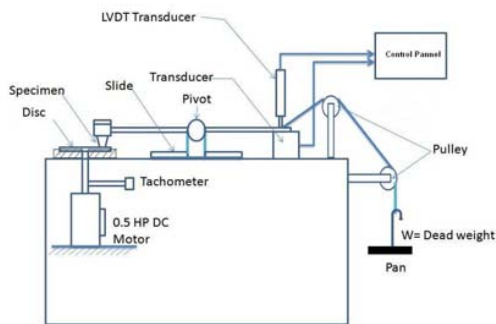 LVDT Transducer
Control Pannel
Transducer
Specimen
Slide
Disc
Pivot
Pulley
Tachometer
0.5 HP DC
Motor
W= Dead weight
Pan